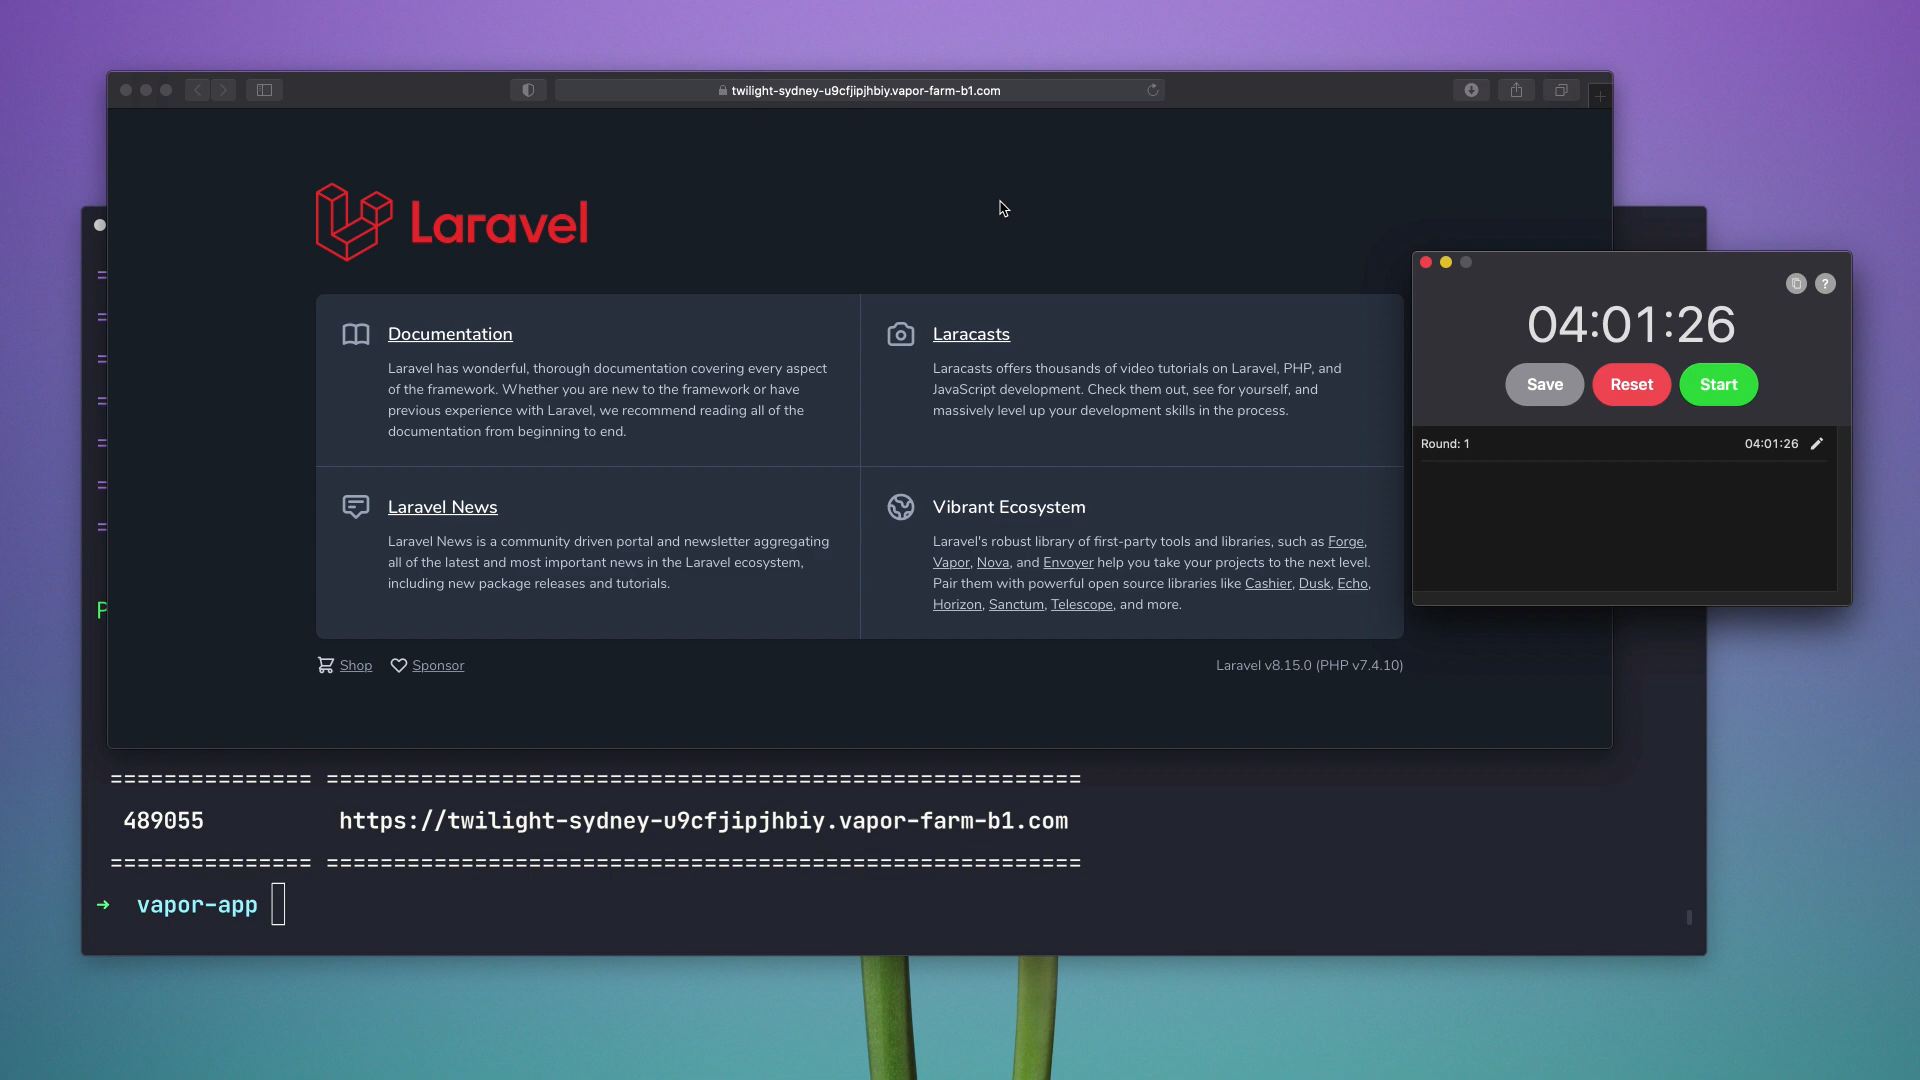 twilight-sydney-u9cfjipjhbiy.vapor-farm-b1.com
Laravel
Documentation
Laravel has wonderful, thorough documentation covering every aspect
of the framework. Whether you are new to the framework or have
previous experience with Laravel, we recommend reading all of the
documentation from beginning to end.
Laracasts
Laracasts offers thousands of video tutorials on Laravel, PHP, and
JavaScript development. Check them out, see for yourself, and
massively level up your development skills in the process.
Laravel News
Laravel News is a community driven portal and newsletter aggregating
all of the latest and most important news in the Laravel ecosystem,
including new package releases and tutorials.
Vibrant Ecosystem
Laravel's robust library of first-party tools and libraries, such as Forge,
Vapor, Nova, and Envoyer help you take your projects to the next level.
Pair them with powerful open source libraries like Cashier, Dusk, Echo,
Horizon, Sanctum, Telescope, and more.
Shop Sponsor
Laravel v8.15.0 (PHP v7.4.10)
?
04:01:26
Save Reset Start
Round: 1 04:01:26
=
=
=
=
=
=
=
P
=============== ========================================================
489055 https://twilight-sydney-u9cfjipjhbiy.vapor-farm-b1.com
=============== ========================================================
➜ vapor-app